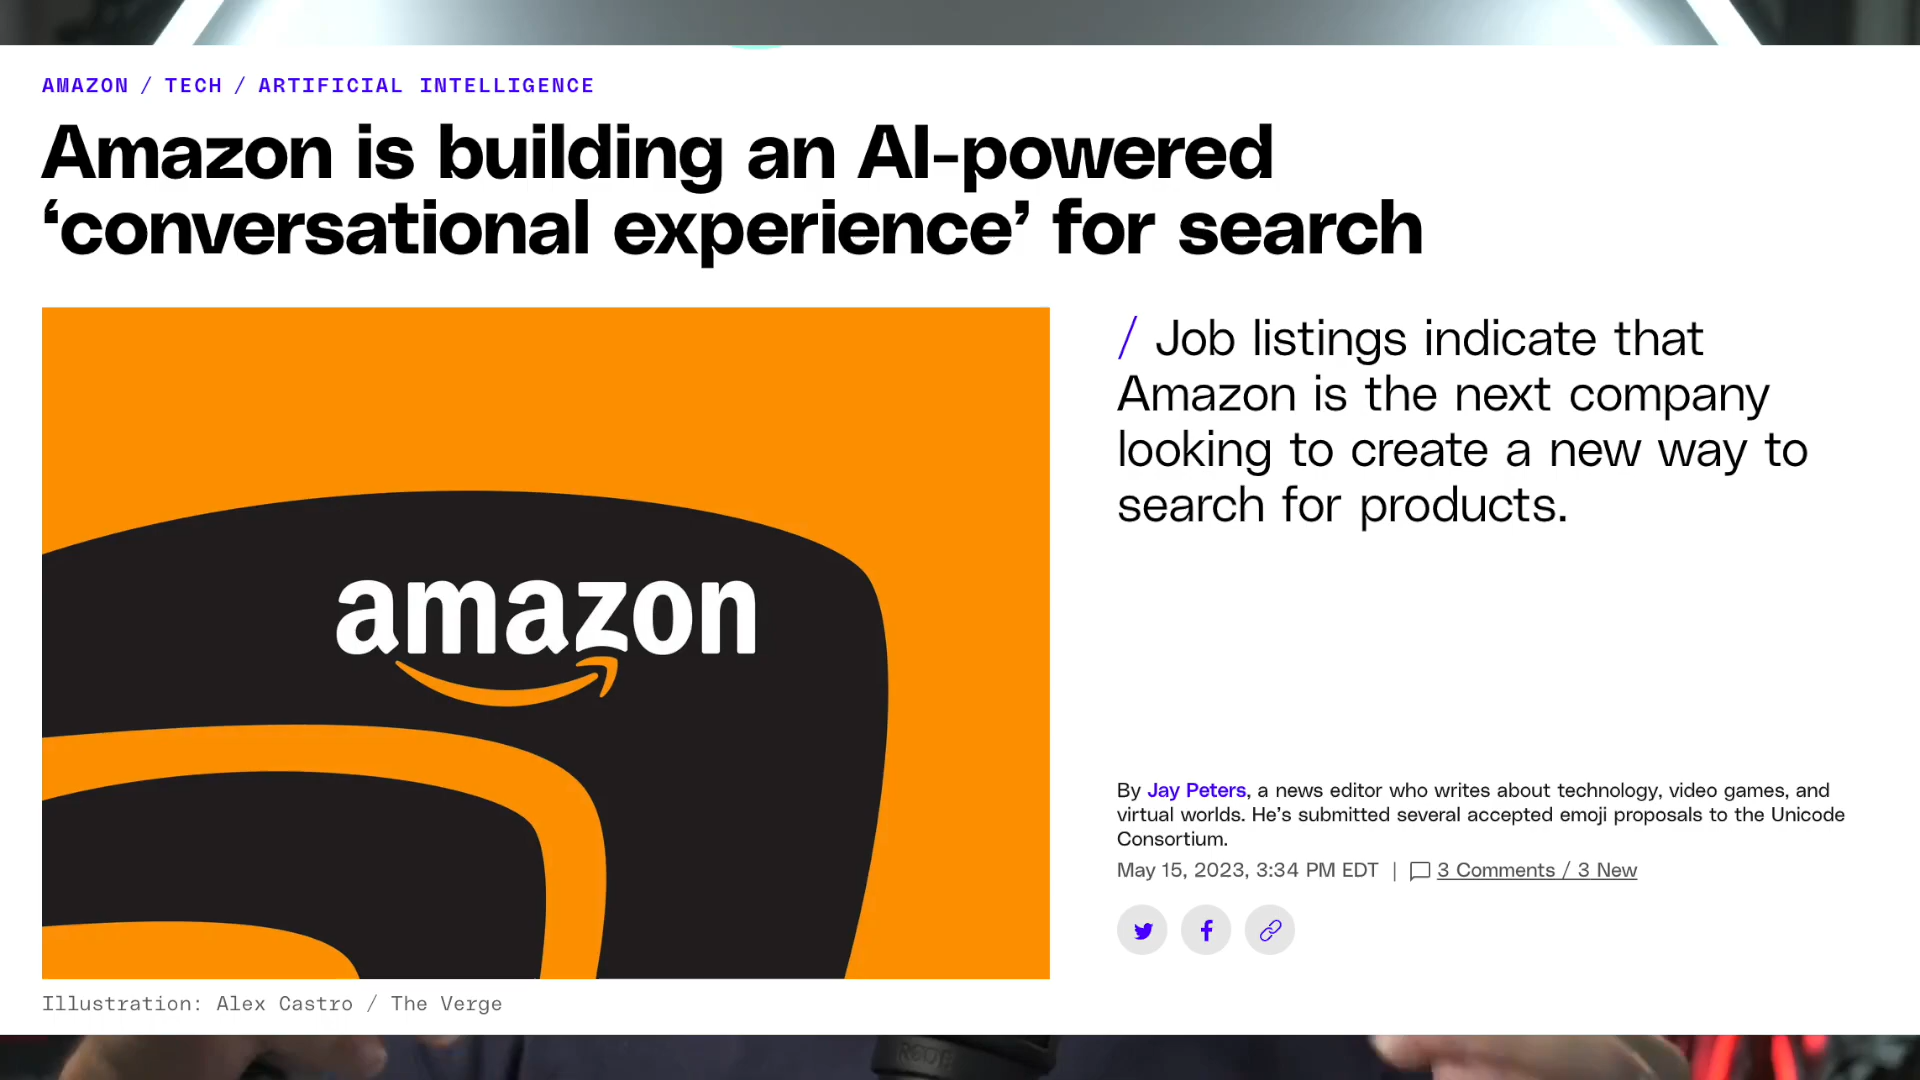 AMAZON / TECH / ARTIFICIAL INTELLIGENCE
Amazon is building an AI-powered
‘conversational experience’ for search
amazon
/ Job listings indicate that
Amazon is the next company
looking to create a new way to
search for products.
By Jay Peters, a news editor who writes about technology, video games, and
virtual worlds. He’s submitted several accepted emoji proposals to the Unicode
Consortium.
May 15, 2023, 3:34 PM EDT | 3 Comments / 3 New
Illustration: Alex Castro / The Verge